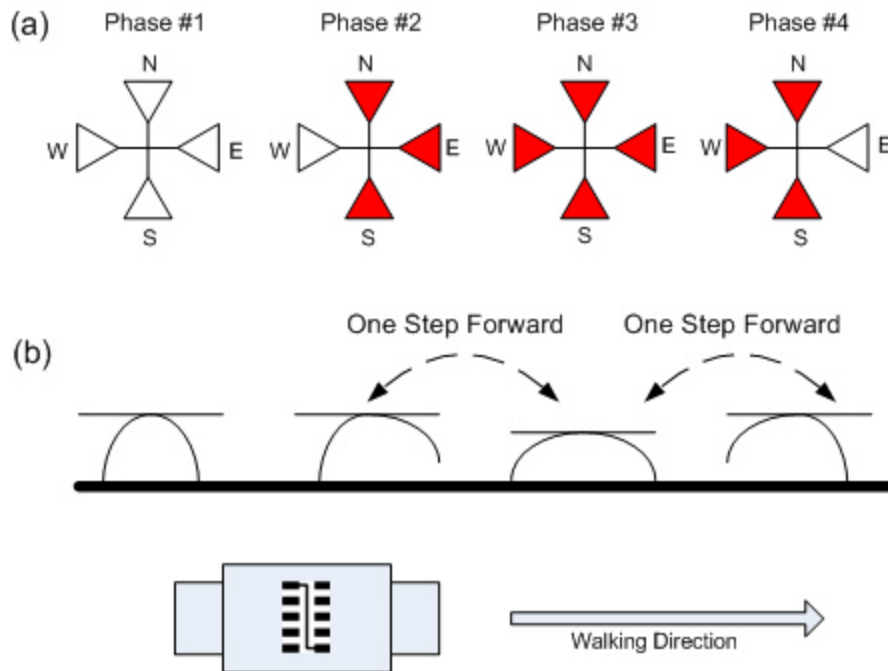 (a) Phase #1 Phase #2 Phase #3 Phase #4
N N N N
W E W E W E W E
S S S S
One Step Forward One Step Forward
(b)
Walking Direction